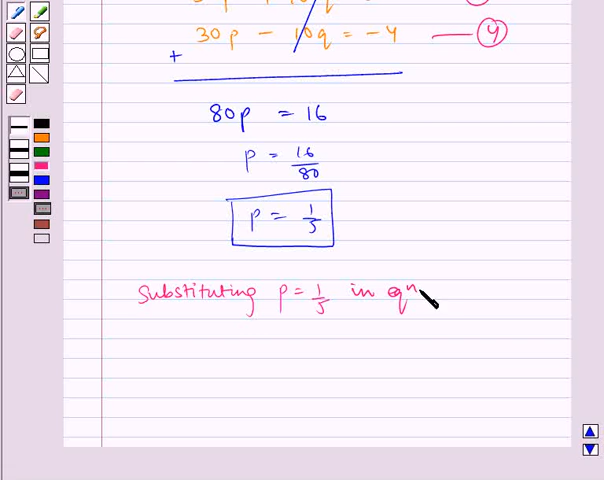 30p - 10q = -4 —— 4
+
80p = 16
p = 16/80
p = 1/5
Substituting p = 1/5 in eqn